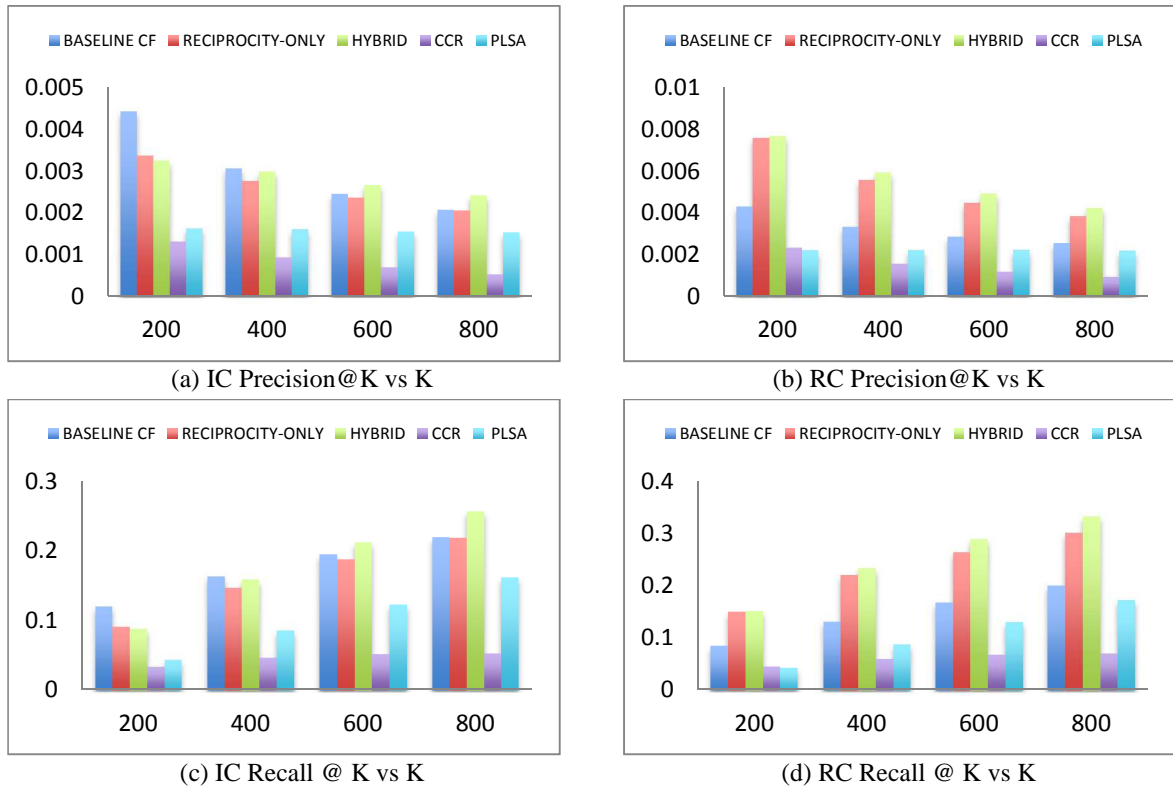 BASELINE CF RECIPROCITY-ONLY HYBRID CCR PLSA
0.005
0.004
0.003
0.002
0.001
0
200 400 600 800
(a) IC Precision@K vs K
BASELINE CF RECIPROCITY-ONLY HYBRID CCR PLSA
0.01
0.008
0.006
0.004
0.002
0
200 400 600 800
(b) RC Precision@K vs K
BASELINE CF RECIPROCITY-ONLY HYBRID CCR PLSA
0.3
0.2
0.1
0
200 400 600 800
(c) IC Recall @ K vs K
BASELINE CF RECIPROCITY-ONLY HYBRID CCR PLSA
0.4
0.3
0.2
0.1
0
200 400 600 800
(d) RC Recall @ K vs K